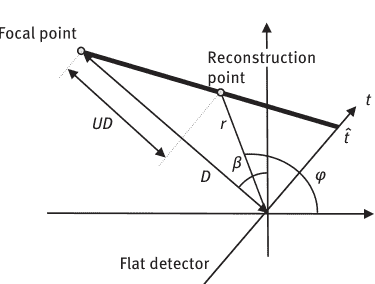 Focal point
Reconstruction
point
t
t̂
r
UD
β
φ
D
Flat detector